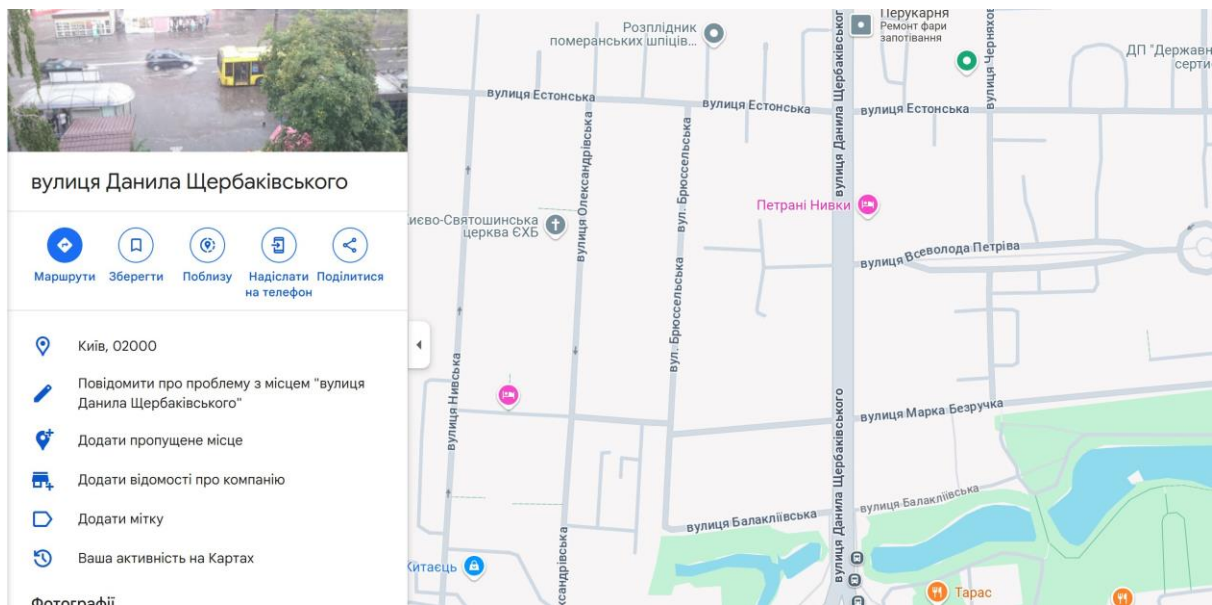 вулиця Данила Щербаківського
Маршрути
Зберегти
Поблизу
Надіслати
на телефон
Поділитися
Київ, 02000
Повідомити про проблему з місцем "вулиця
Данила Щербаківського"
Додати пропущене місце
Додати відомості про компанію
Додати мітку
Ваша активність на Картах
Фотографії
Розплідник
померанських шпіців...
Перукарня
Ремонт фари
запотівання
ДП "Державн
серти
вулиця Естонська
вулиця Естонська
вулиця Естонська
вулиця Данила Щербаківського
вулиця Черняхов
вулиця Олександрівська
вул. Брюссельська
Петрані Нивки
иєво-Святошинська
церква ЄХБ
вулиця Всеволода Петріва
вул. Брюссельська
вулиця Нивська
вулиця Марка Безручка
вулиця Данила Щербаківського
вулиця Балакліївська
вулиця Балакліївська
Китаєць
ксандрівська
Тарас